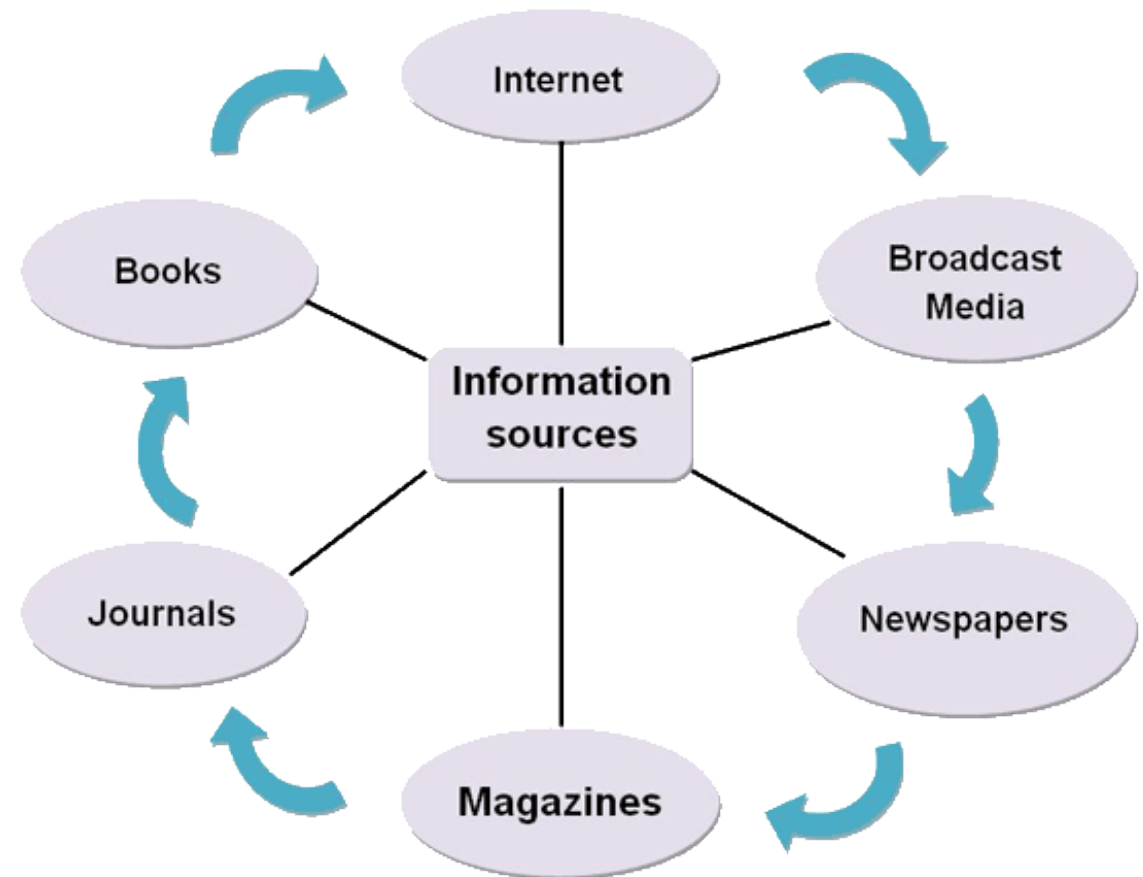 Internet
Broadcast
Media
Books
Information
sources
Journals
Newspapers
Magazines